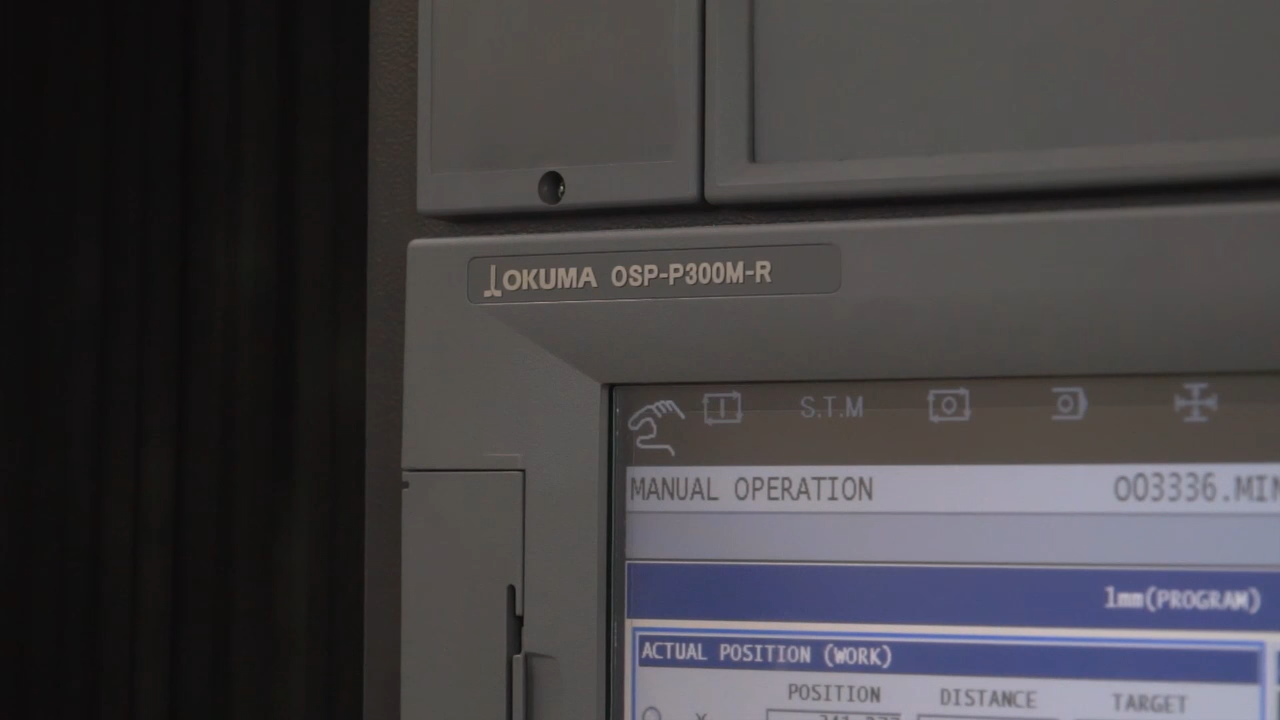 OKUMA OSP-P300M-R
S.T.M
MANUAL OPERATION O03336.MIN
1mm(PROGRAM)
ACTUAL POSITION (WORK)
POSITION DISTANCE TARGET
X